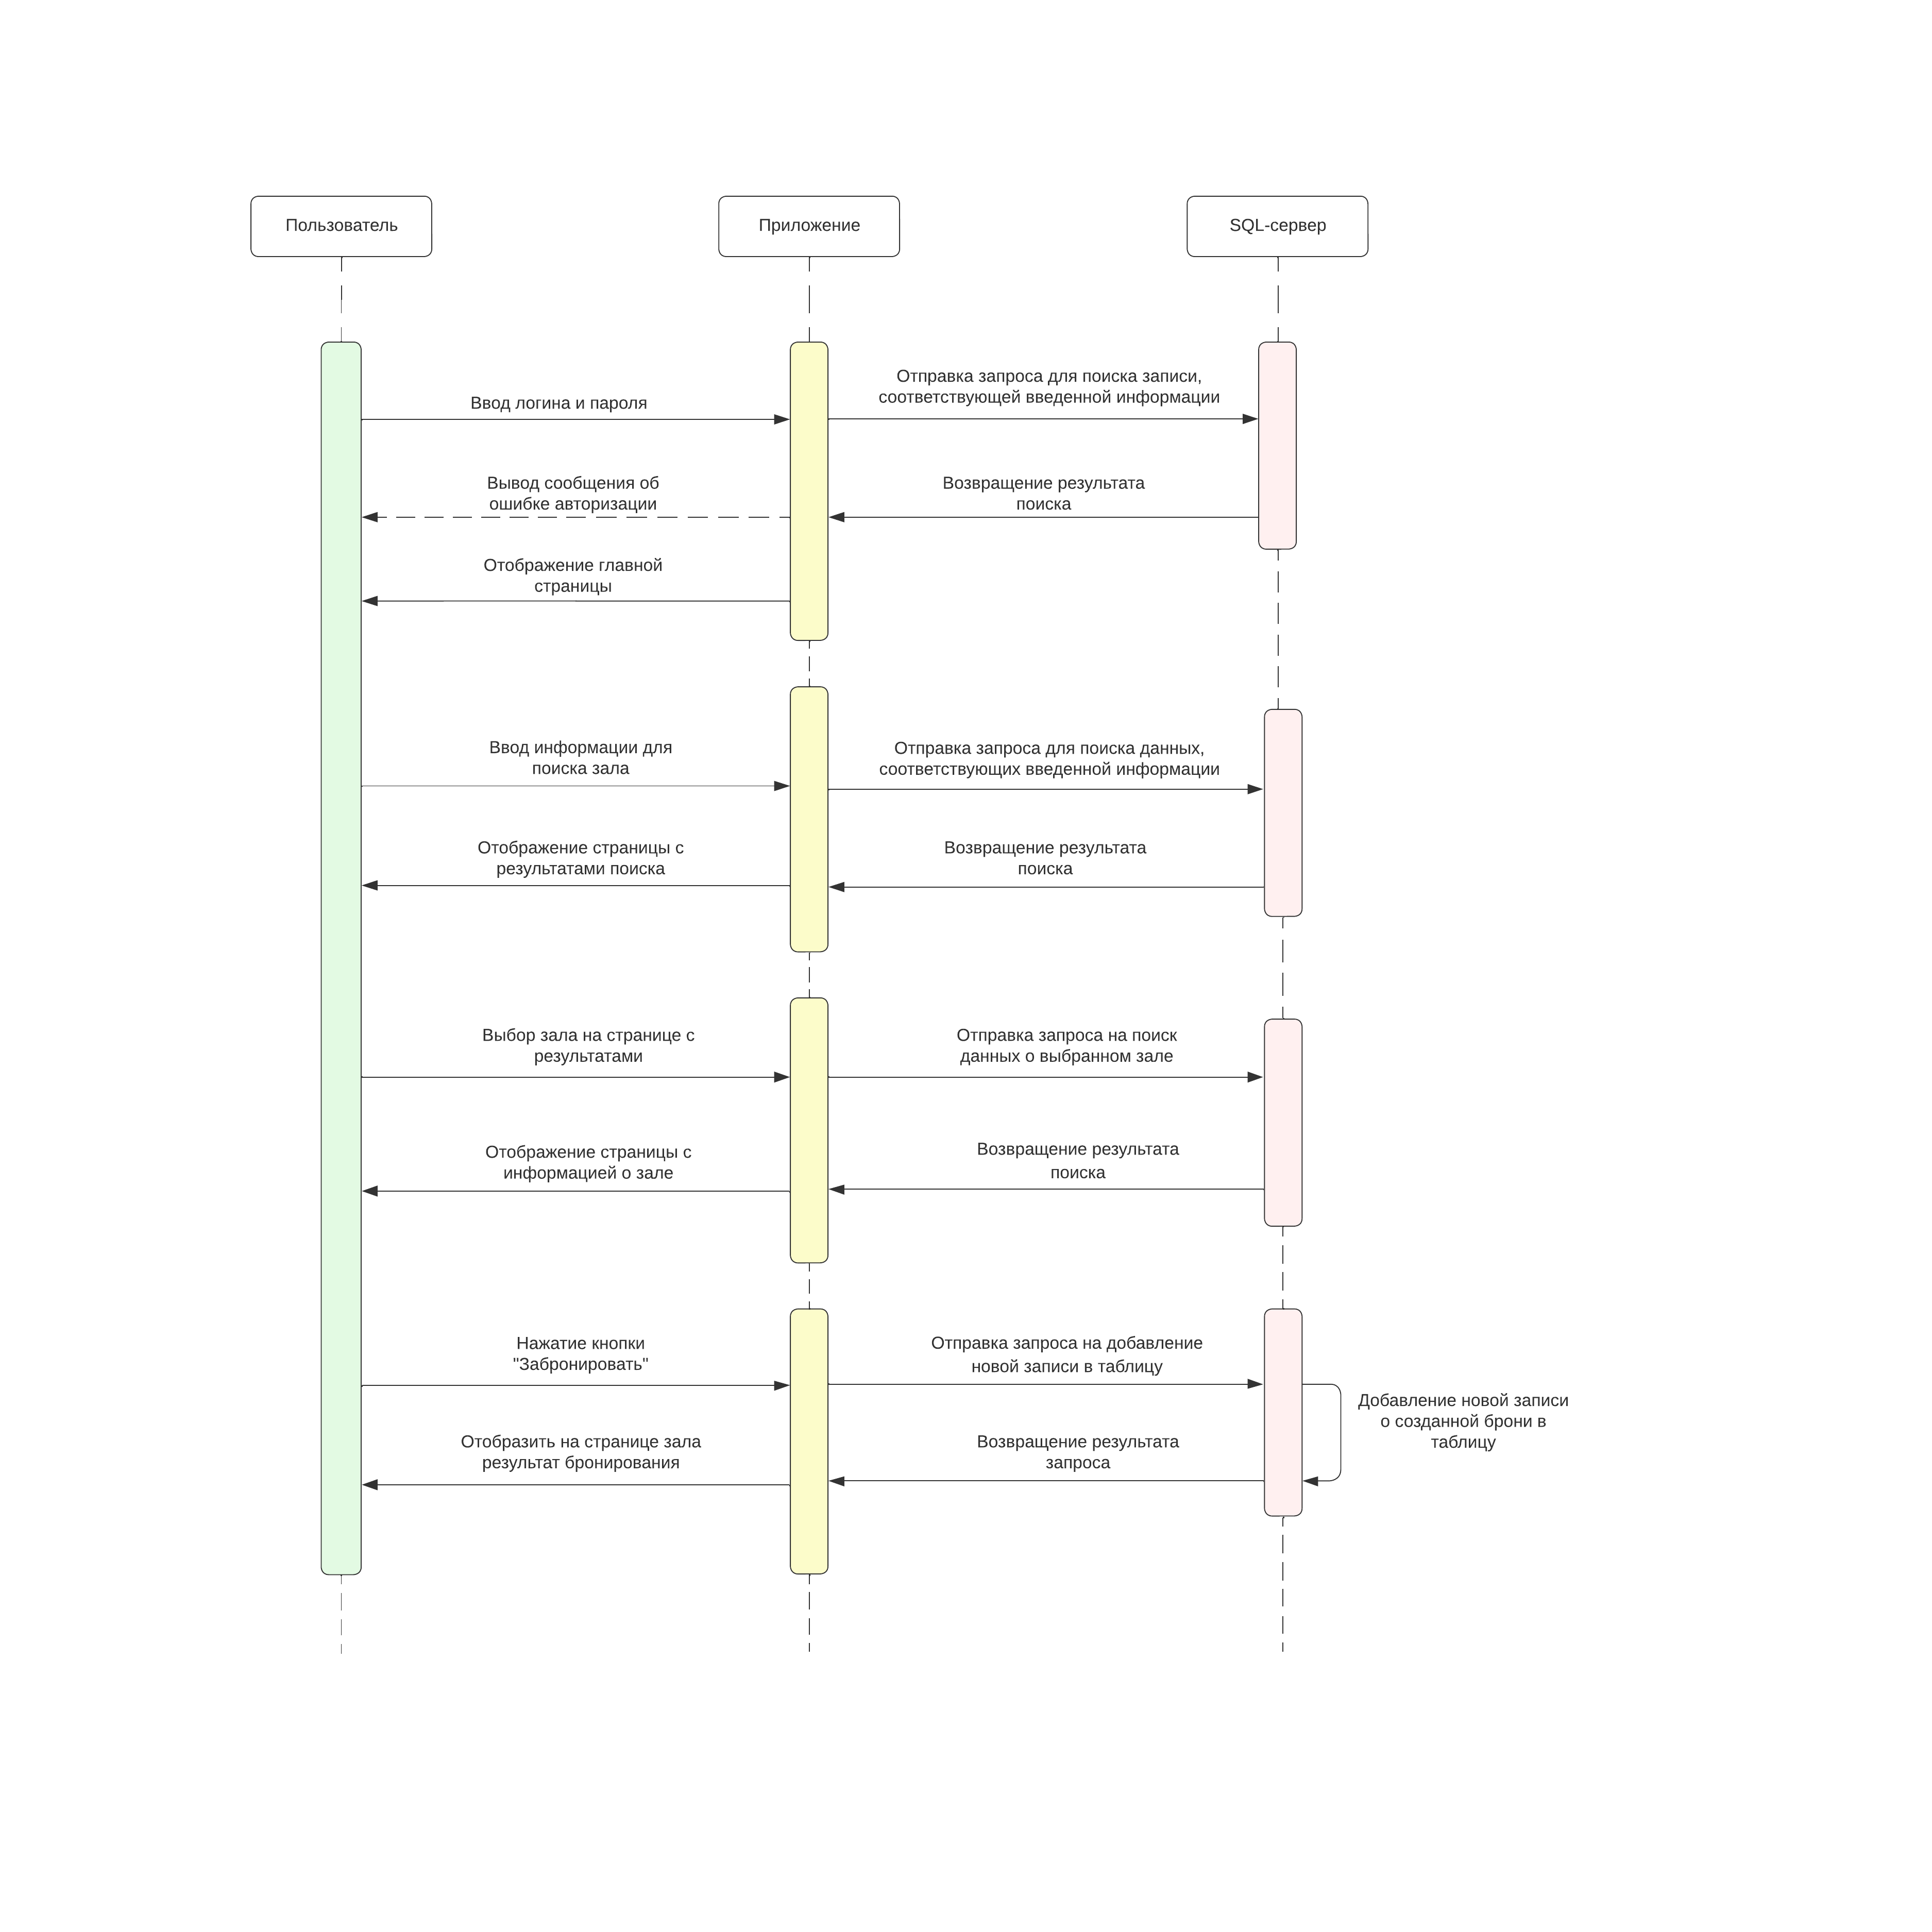 Пользователь
Приложение
SQL-сервер
Ввод логина и пароля
Отправка запроса для поиска записи,
соответствующей введенной информации
Вывод сообщения об
ошибке авторизации
Возвращение результата
поиска
Отображение главной
страницы
Ввод информации для
поиска зала
Отправка запроса для поиска данных,
соответствующих введенной информации
Отображение страницы с
результатами поиска
Возвращение результата
поиска
Выбор зала на странице с
результатами
Отправка запроса на поиск
данных о выбранном зале
Отображение страницы с
информацией о зале
Возвращение результата
поиска
Нажатие кнопки
"Забронировать"
Отправка запроса на добавление
новой записи в таблицу
Добавление новой записи
о созданной брони в
таблицу
Отобразить на странице зала
результат бронирования
Возвращение результата
запроса